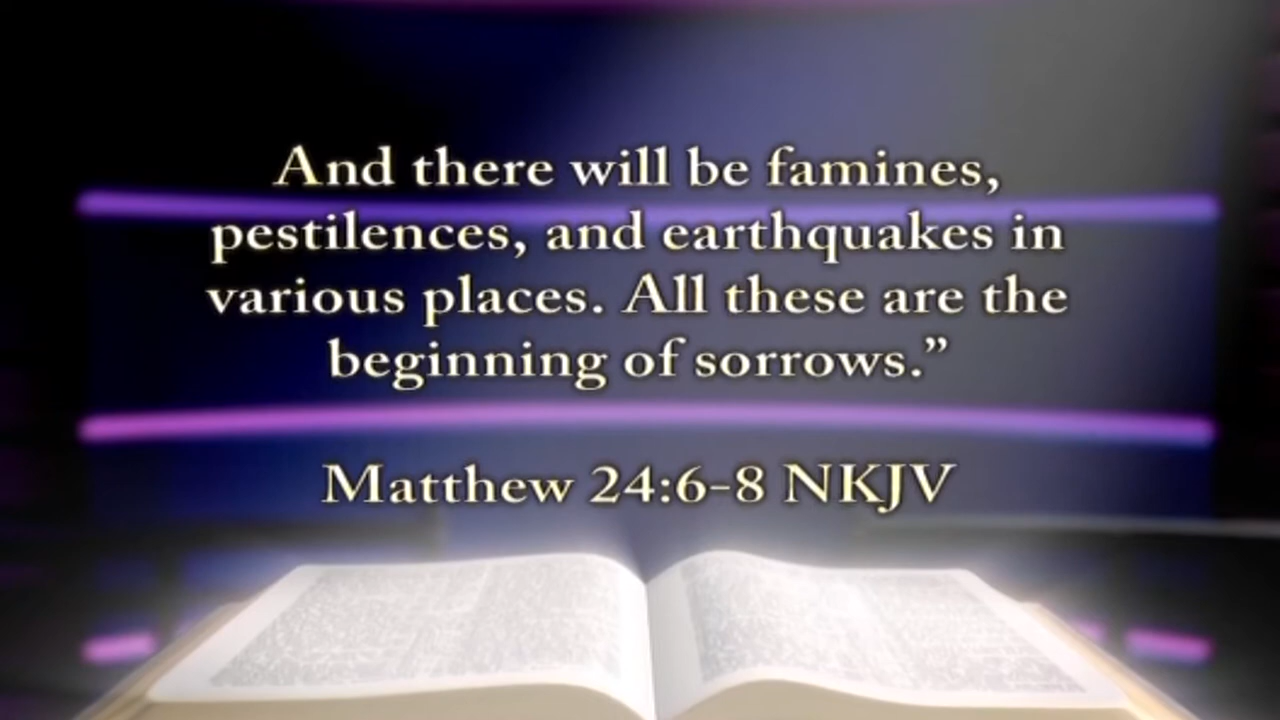 And there will be famines,
pestilences, and earthquakes in
various places. All these are the
beginning of sorrows.”
Matthew 24:6-8 NKJV